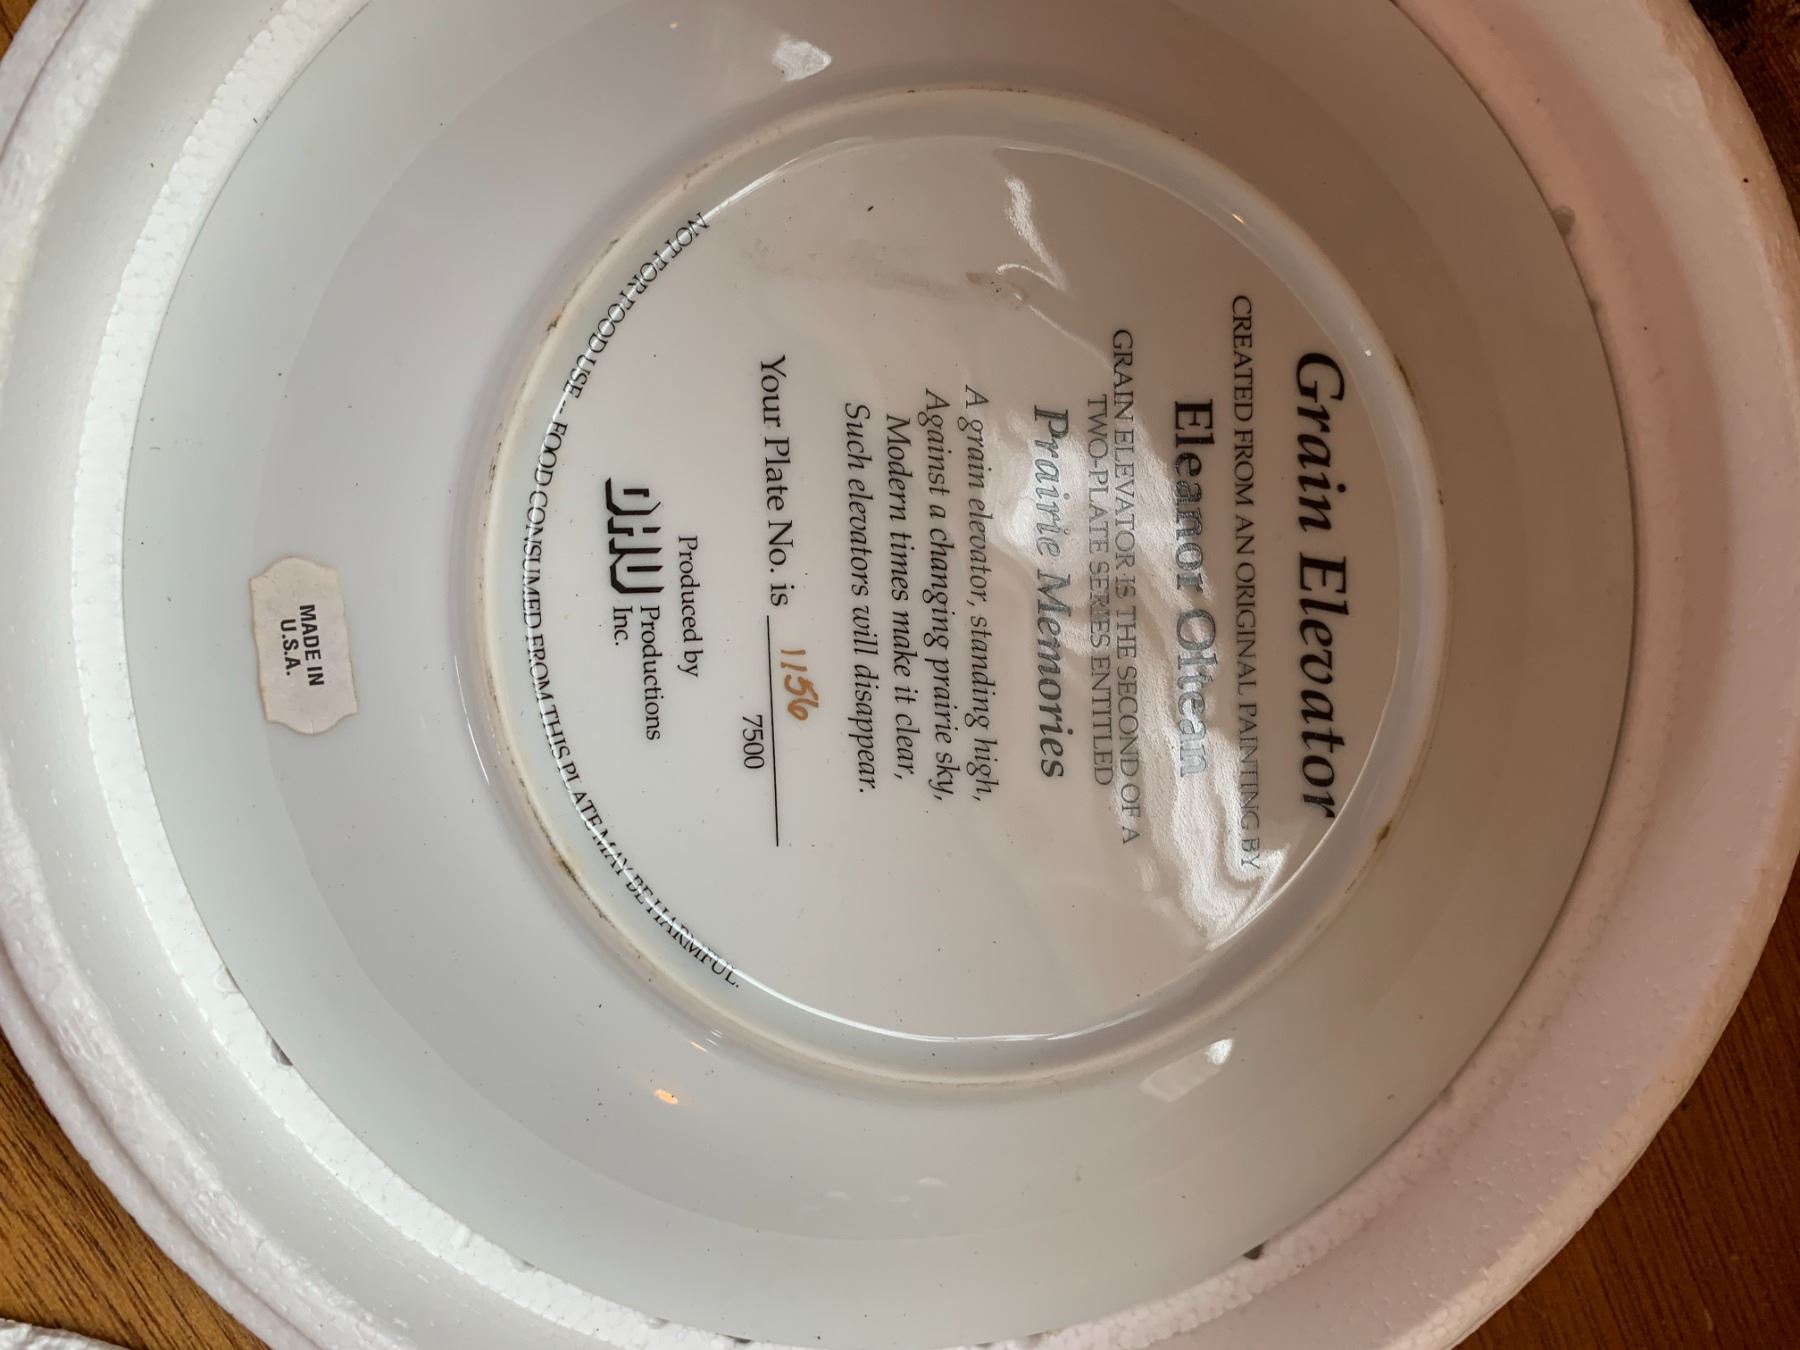 Grain Elevator
CREATED FROM AN ORIGINAL PAINTING BY
Eleanor Oltean
GRAIN ELEVATOR IS THE SECOND OF A
TWO-PLATE SERIES ENTITLED
Prairie Memories
A grain elevator, standing high,
Against a changing prairie sky,
Modern times make it clear,
Such elevators will disappear.
Your Plate No. is 1156
7500
Produced by
DHU Productions
Inc.
NOT FOR FOOD USE - FOOD CONSUMED FROM THIS PLATE MAY BE HARMFUL.
MADE IN
U.S.A.